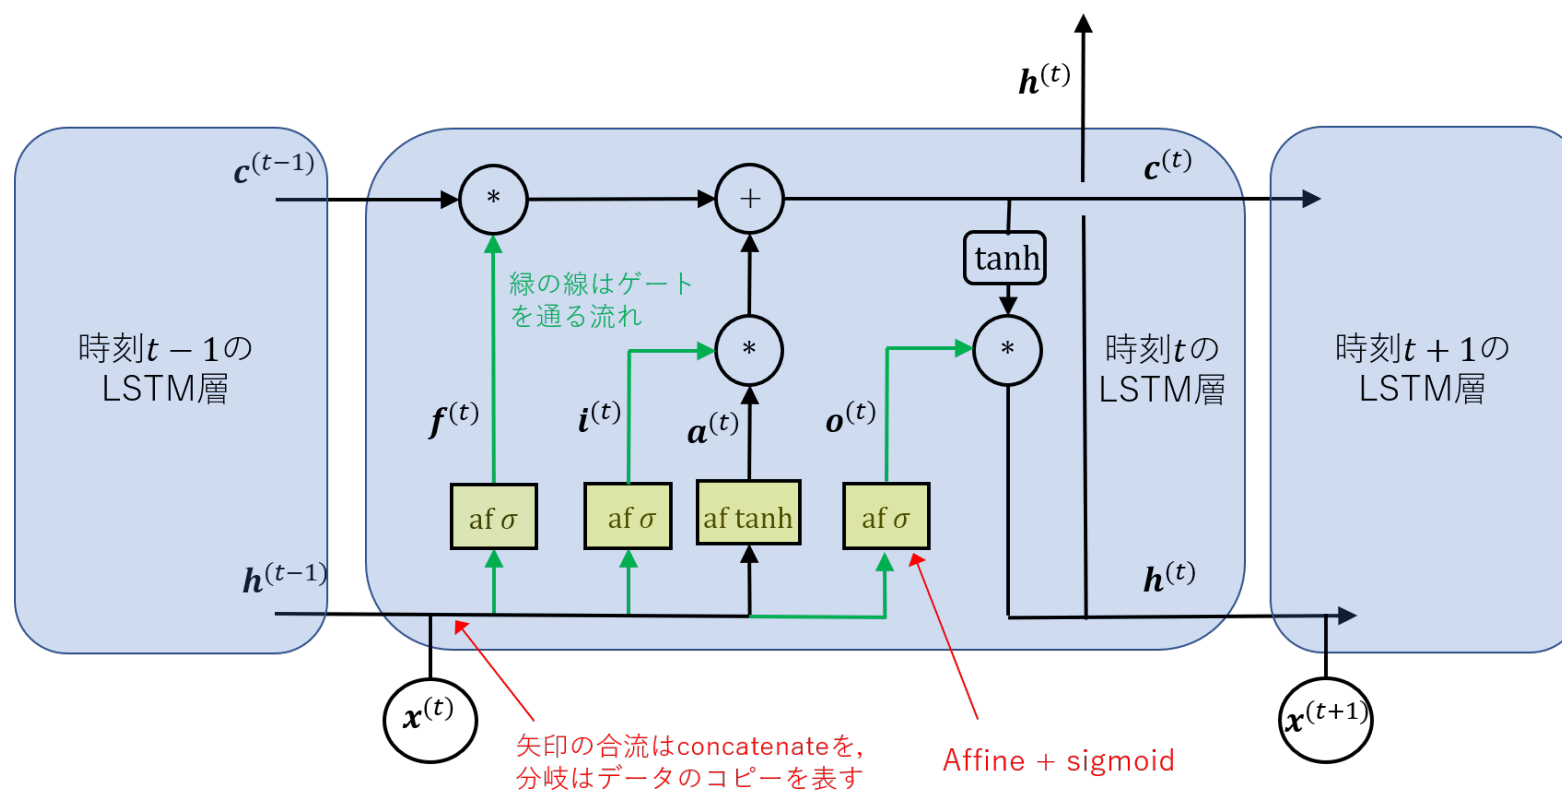 h^(t)
c^(t−1)
c^(t)
*
+
tanh
緑の線はゲート
を通る流れ
*
*
時刻t − 1の
LSTM層
時刻tの
LSTM層
時刻t + 1の
LSTM層
f^(t)
i^(t)
a^(t)
o^(t)
af σ
af σ
af tanh
af σ
h^(t−1)
h^(t)
x^(t)
x^(t+1)
矢印の合流はconcatenateを,
分岐はデータのコピーを表す
Affine + sigmoid